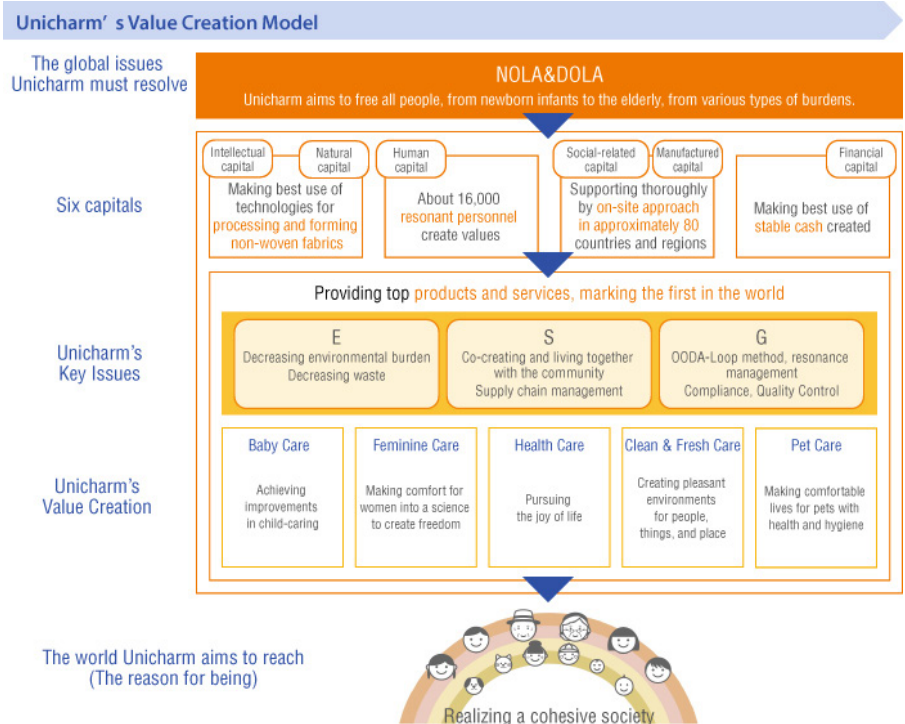 Unicharm' s Value Creation Model
The global issues
Unicharm must resolve
NOLA&DOLA
Unicharm aims to free all people, from newborn infants to the elderly, from various types of burdens.
Six capitals
Intellectual
capital
Natural
capital
Making best use of
technologies for
processing and forming
non-woven fabrics
Human
capital
About 16,000
resonant personnel
create values
Social-related
capital
Manufactured
capital
Supporting thoroughly
by on-site approach
in approximately 80
countries and regions
Financial
capital
Making best use of
stable cash created
Providing top products and services, marking the first in the world
Unicharm's
Key Issues
E
Decreasing environmental burden
Decreasing waste
S
Co-creating and living together
with the community
Supply chain management
G
OODA-Loop method, resonance
management
Compliance, Quality Control
Unicharm's
Value Creation
Baby Care
Achieving
improvements
in child-caring
Feminine Care
Making comfort for
women into a science
to create freedom
Health Care
Pursuing
the joy of life
Clean & Fresh Care
Creating pleasant
environments
for people,
things, and place
Pet Care
Making comfortable
lives for pets with
health and hygiene
The world Unicharm aims to reach
(The reason for being)
Realizing a cohesive society